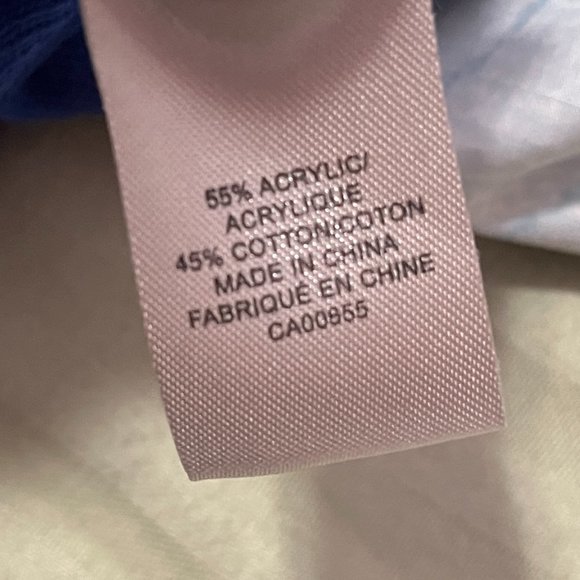 55% ACRYLIC/
ACRYLIQUE
45% COTTON/COTON
MADE IN CHINA
FABRIQUÉ EN CHINE
CA00955